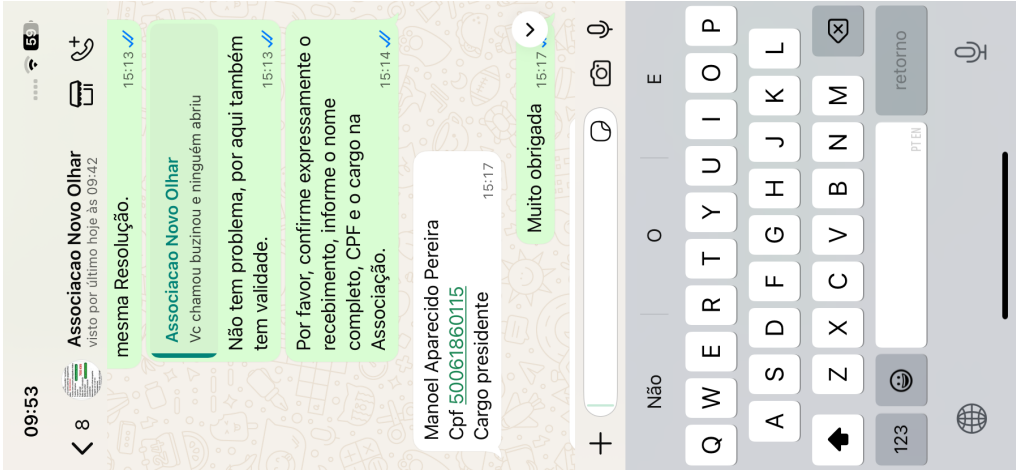 09:53
59
8
Associacao Novo Olhar
visto por último hoje às 09:42
mesma Resolução.
15:13
Associacao Novo Olhar
Vc chamou buzinou e ninguém abriu
Não tem problema, por aqui também
tem validade.
15:13
Por favor, confirme expressamente o
recebimento, informe o nome
completo, CPF e o cargo na
Associação.
15:14
Manoel Aparecido Pereira
Cpf 50061860115
Cargo presidente
15:17
Muito obrigada
15:17
Não
O
E
Q W E R T Y U I O P
A S D F G H J K L
Z X C V B N M
123
PT EN
retorno